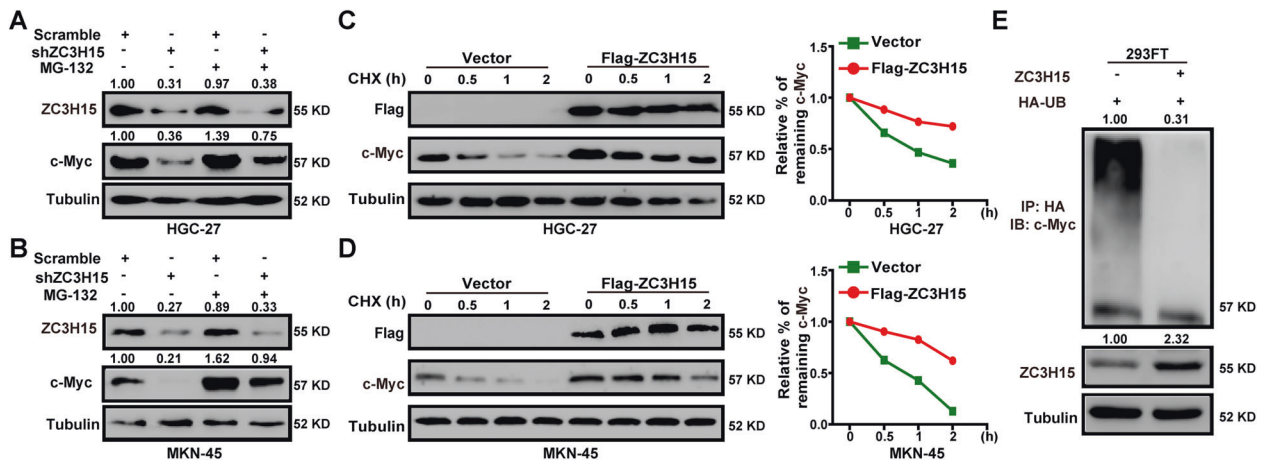 A
Scramble + - + -
shZC3H15 - + - +
MG-132 - - + +
1.00 0.31 0.97 0.38
ZC3H15 55 KD
1.00 0.36 1.39 0.75
c-Myc 57 KD
Tubulin 52 KD
HGC-27
B
Scramble + - + -
shZC3H15 - + - +
MG-132 - - + +
1.00 0.27 0.89 0.33
ZC3H15 55 KD
1.00 0.21 1.62 0.94
c-Myc 57 KD
Tubulin 52 KD
MKN-45
C
Vector Flag-ZC3H15
CHX (h) 0 0.5 1 2 0 0.5 1 2
Flag 55 KD
c-Myc 57 KD
Tubulin 52 KD
HGC-27
Vector
Flag-ZC3H15
Relative % of
remaining c-Myc
1.5
1.0
0.5
0.0
0 0.5 1 2 (h)
HGC-27
D
Vector Flag-ZC3H15
CHX (h) 0 0.5 1 2 0 0.5 1 2
Flag 55 KD
c-Myc 57 KD
Tubulin 52 KD
MKN-45
Vector
Flag-ZC3H15
Relative % of
remaining c-Myc
1.5
1.0
0.5
0.0
0 0.5 1 2 (h)
MKN-45
E
293FT
ZC3H15 - +
HA-UB + +
1.00 0.31
IP: HA
IB: c-Myc
57 KD
1.00 2.32
ZC3H15 55 KD
Tubulin 52 KD